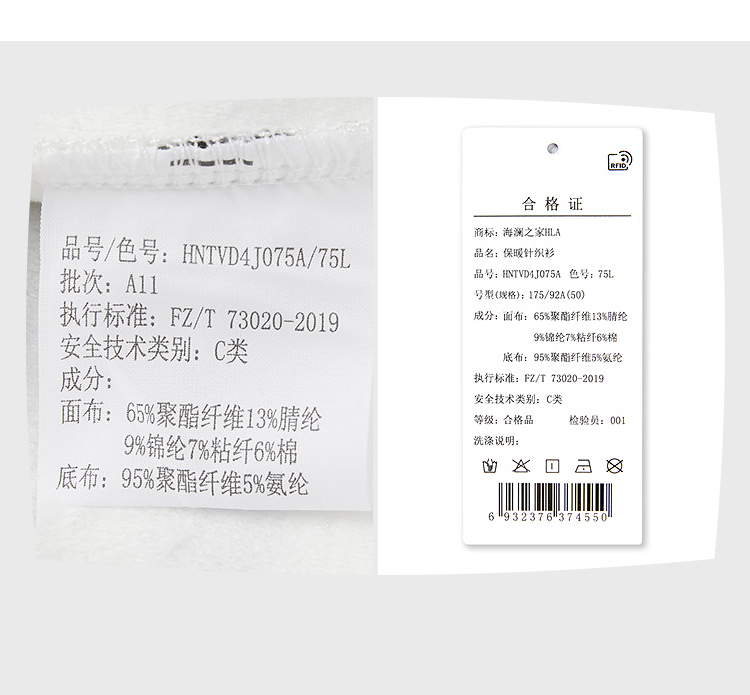 品号/色号: HNTVD4J075A/75L
批次: A11
执行标准: FZ/T 73020-2019
安全技术类别: C类
成分:
面布: 65%聚酯纤维13%腈纶
9%锦纶7%粘纤6%棉
底布: 95%聚酯纤维5%氨纶
RFID
合格证
商标: 海澜之家HLA
品名: 保暖针织衫
品号: HNTVD4J075A 色号: 75L
号型(规格): 175/92A(50)
成分: 面布: 65%聚酯纤维13%腈纶
9%锦纶7%粘纤6%棉
底布: 95%聚酯纤维5%氨纶
执行标准: FZ/T 73020-2019
安全技术类别: C类
等级: 合格品 检验员: 001
洗涤说明:
6 932376 374550